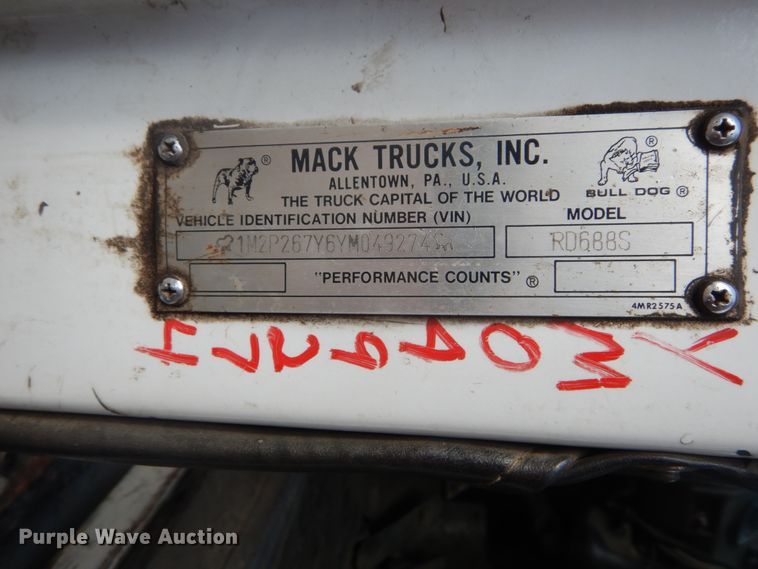 MACK TRUCKS, INC.
ALLENTOWN, PA., U.S.A.
THE TRUCK CAPITAL OF THE WORLD
BULL DOG ®
VEHICLE IDENTIFICATION NUMBER (VIN)
MODEL
1M2P267Y6YM049274
RD688S
"PERFORMANCE COUNTS" ®
4MR2575A
YM049274
Purple Wave Auction